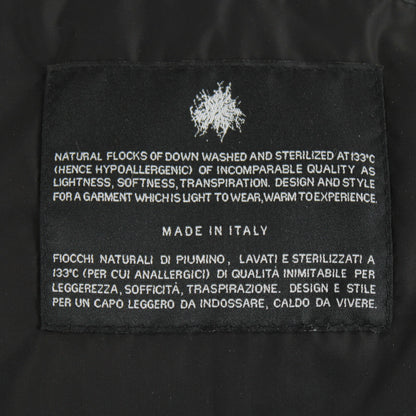 NATURAL FLOCKS OF DOWN WASHED AND STERILIZED AT 133°C
(HENCE HYPOALLERGENIC) OF INCOMPARABLE QUALITY AS
LIGHTNESS, SOFTNESS, TRANSPIRATION. DESIGN AND STYLE
FOR A GARMENT WHICH IS LIGHT TO WEAR, WARM TO EXPERIENCE.
MADE IN ITALY
FIOCCHI NATURALI DI PIUMINO, LAVATI E STERILIZZATI A
133°C (PER CUI ANALLERGICI) DI QUALITÀ INIMITABILE PER
LEGGEREZZA, SOFFICITÀ, TRASPIRAZIONE. DESIGN E STILE
PER UN CAPO LEGGERO DA INDOSSARE, CALDO DA VIVERE.